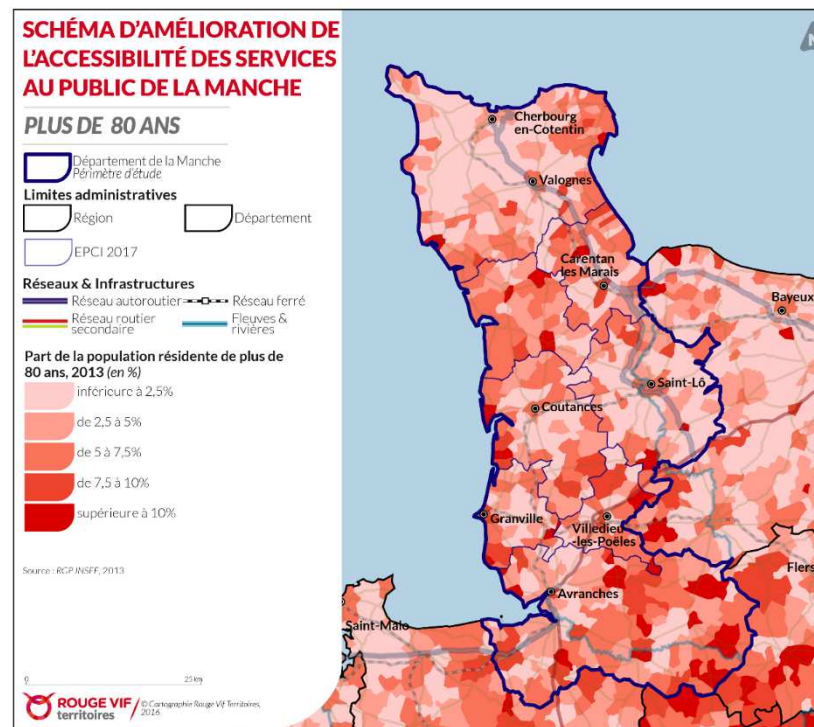 SCHÉMA D'AMÉLIORATION DE
L'ACCESSIBILITÉ DES SERVICES
AU PUBLIC DE LA MANCHE
PLUS DE 80 ANS
Département de la Manche
Périmètre d'étude
Limites administratives
Région
Département
EPCI 2017
Réseaux & Infrastructures
Réseau autoroutier
Réseau ferré
Réseau routier
secondaire
Fleuves &
rivières
Part de la population résidente de plus de
80 ans, 2013 (en %)
inférieure à 2,5%
de 2,5 à 5%
de 5 à 7,5%
de 7,5 à 10%
supérieure à 10%
Source : RGP INSEE, 2013
0
25 km
ROUGE VIF
territoires
© Cartographie Rouge Vif Territoires,
2016
N
Cherbourg
en-Cotentin
Valognes
Carentan
les Marais
Bayeux
Saint-Lô
Coutances
Granville
Villedieu
-les-Poëles
Flers
Avranches
Saint-Malo